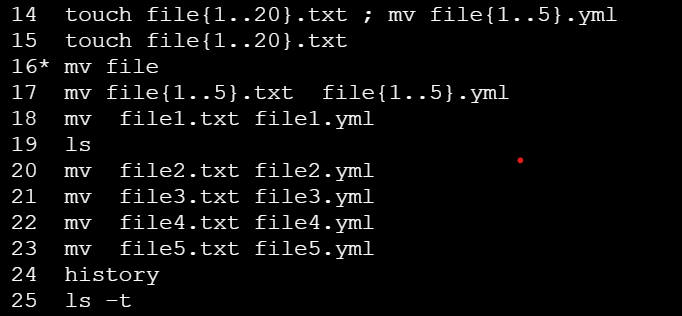 14 touch file{1..20}.txt ; mv file{1..5}.yml
15 touch file{1..20}.txt
16* mv file
17 mv file{1..5}.txt  file{1..5}.yml
18 mv  file1.txt file1.yml
19 ls
20 mv  file2.txt file2.yml
21 mv  file3.txt file3.yml
22 mv  file4.txt file4.yml
23 mv  file5.txt file5.yml
24 history
25 ls -t